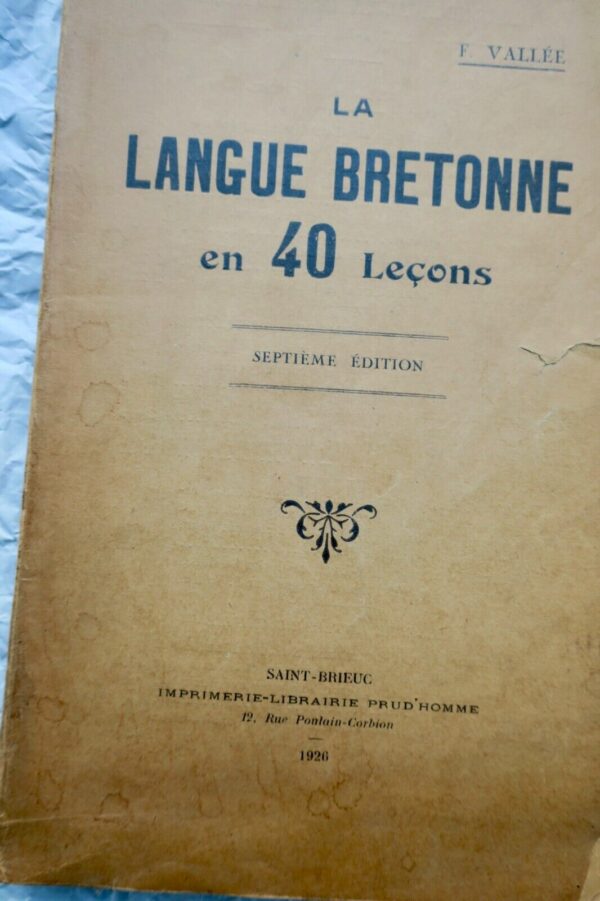 F. VALLÉE
LA
LANGUE BRETONNE
en 40 Leçons
SEPTIÈME ÉDITION
SAINT-BRIEUC
IMPRIMERIE-LIBRAIRIE PRUD'HOMME
12, Rue Poulain-Corbion
1926